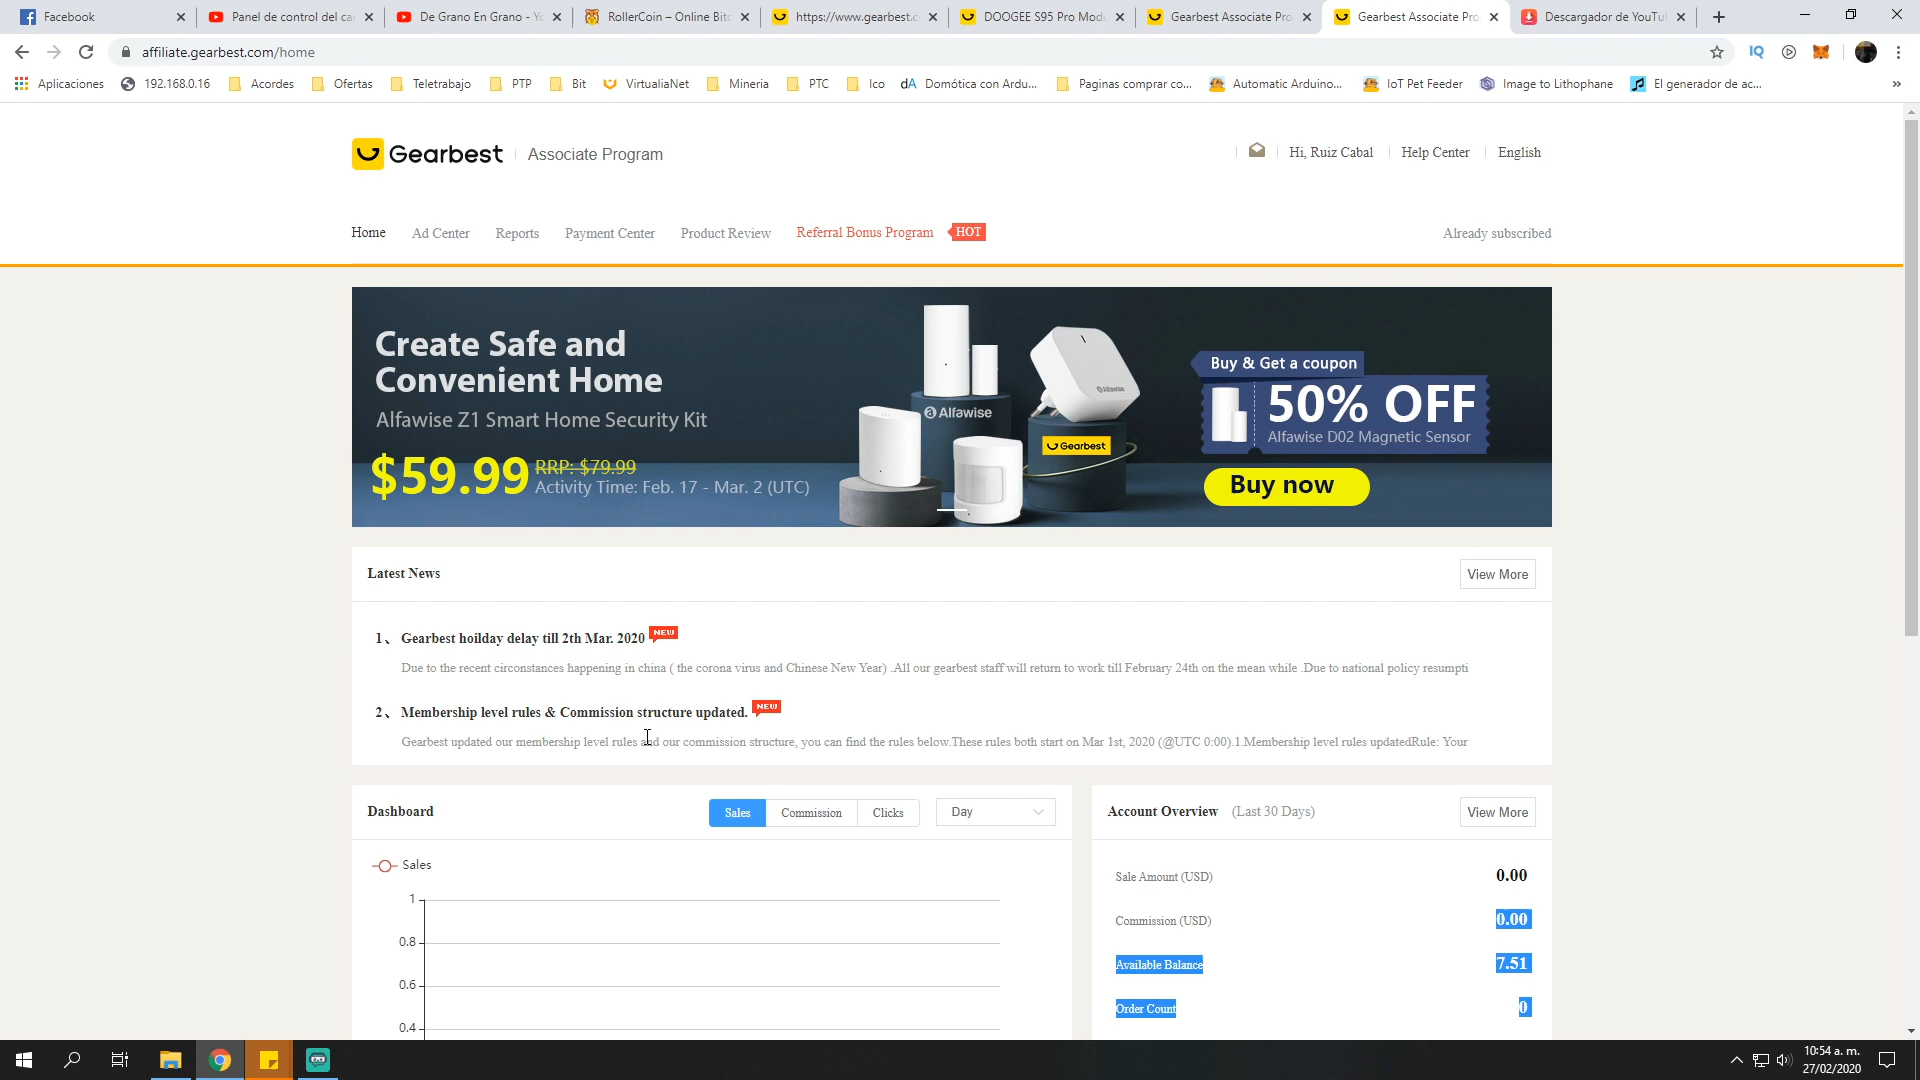 Facebook
Panel de control del ca
De Grano En Grano - Yo
RollerCoin – Online Bitc
https://www.gearbest.c
DOOGEE S95 Pro Mod
Gearbest Associate Pro
Gearbest Associate Pro
Descargador de YouTu
affiliate.gearbest.com/home
IQ
Aplicaciones
192.168.0.16
Acordes
Ofertas
Teletrabajo
PTP
Bit
VirtualiaNet
Mineria
PTC
Ico
dA Domótica con Ardu...
Paginas comprar co...
Automatic Arduino...
IoT Pet Feeder
Image to Lithophane
El generador de ac...
»
Gearbest
Associate Program
Hi, Ruiz Cabal
Help Center
English
Home
Ad Center
Reports
Payment Center
Product Review
Referral Bonus Program
HOT
Already subscribed
Create Safe and
Convenient Home
Alfawise Z1 Smart Home Security Kit
$59.99
RRP: $79.99
Activity Time: Feb. 17 - Mar. 2 (UTC)
Alfawise
Alfawise
Gearbest
Buy & Get a coupon
50% OFF
Alfawise D02 Magnetic Sensor
Buy now
Latest News
View More
1、 Gearbest hoilday delay till 2th Mar. 2020
NEW
Due to the recent circonstances happening in china ( the corona virus and Chinese New Year) .All our gearbest staff will return to work till February 24th on the mean while .Due to national policy resumpti
2、 Membership level rules & Commission structure updated.
NEW
Gearbest updated our membership level rules and our commission structure, you can find the rules below.These rules both start on Mar 1st, 2020 (@UTC 0:00).1.Membership level rules updatedRule: Your
Dashboard
Sales
Commission
Clicks
Day
Account Overview (Last 30 Days)
View More
Sales
1
0.8
0.6
0.4
Sale Amount (USD) 0.00
Commission (USD) 0.00
Available Balance 7.51
Order Count 0
10:54 a. m.
27/02/2020